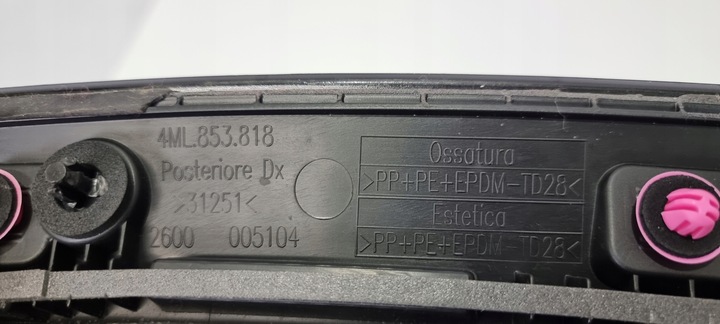 4ML.853.818
Posteriore Dx
>31251<
2600 005104
Ossatura
>PP+PE+EPDM-TD28<
Estetica
>PP+PE+EPDM-TD28<